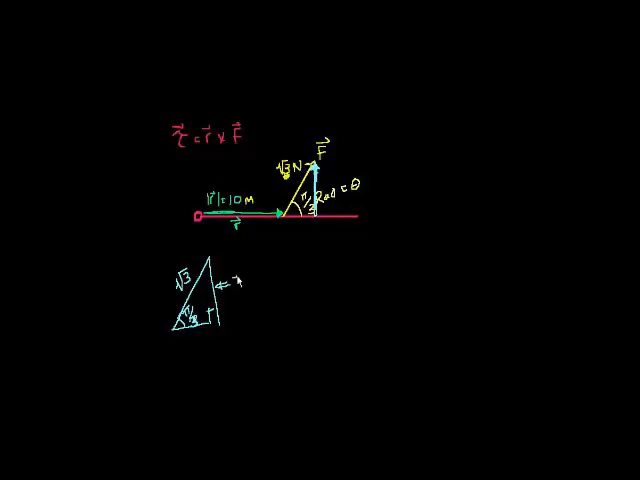 τ⃗ = r⃗ × F⃗
F⃗
√3 N
|r⃗| = 10 m
π/3 Rad = θ
r⃗
√3
π/3